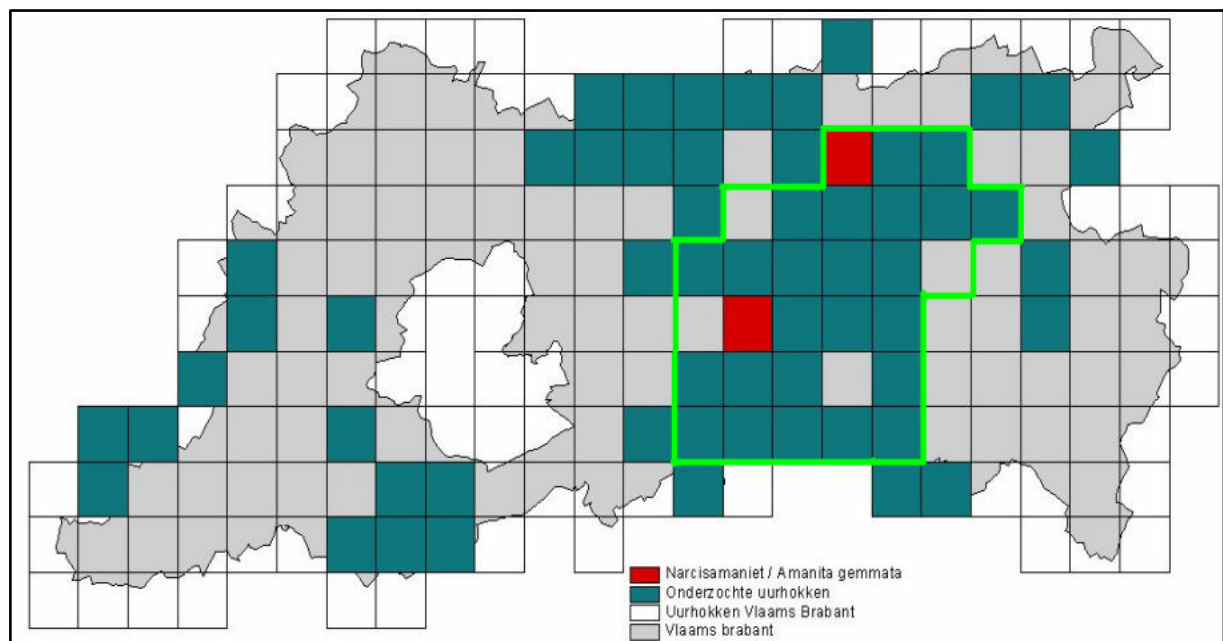 Narcisamaniet / Amanita gemmata
Onderzochte uurhokken
Uurhokken Vlaams Brabant
Vlaams brabant